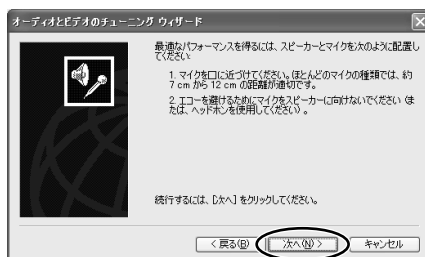 オーディオとビデオのチューニング ウィザード
最適なパフォーマンスを得るには、スピーカーとマイクを次のように配置し
てください:
1. マイクを口に近づけてください。ほとんどのマイクの種類では、約
7 cm から 12 cm の距離が適切です。
2. エコーを避けるためにマイクをスピーカーに向けないでください (ま
たは、ヘッドホンを使用してください) 。
続行するには、[次へ] をクリックしてください。
< 戻る(B)
次へ(N) >
キャンセル